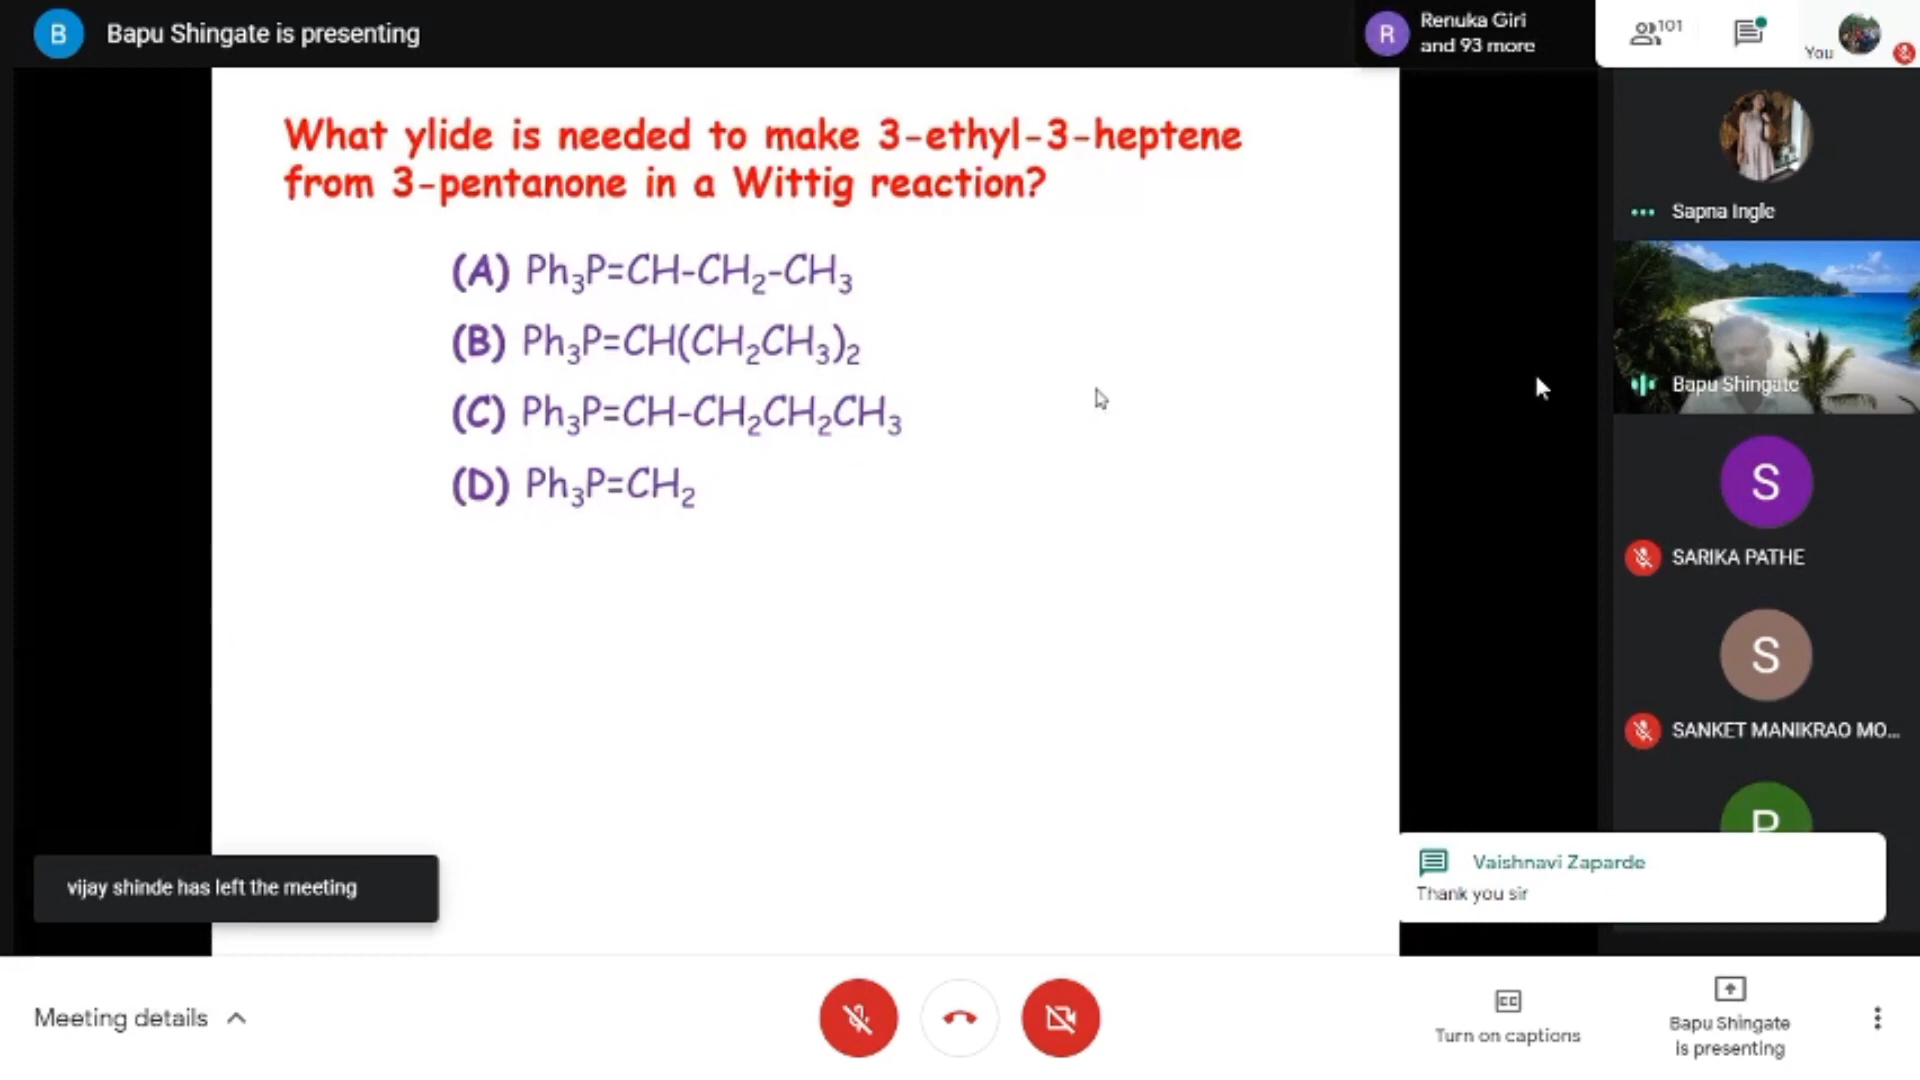 B Bapu Shingate is presenting
R Renuka Giri
and 93 more
101
You
What ylide is needed to make 3-ethyl-3-heptene
from 3-pentanone in a Wittig reaction?
(A) Ph₃P=CH-CH₂-CH₃
(B) Ph₃P=CH(CH₂CH₃)₂
(C) Ph₃P=CH-CH₂CH₂CH₃
(D) Ph₃P=CH₂
Sapna Ingle
Bapu Shingate
S
SARIKA PATHE
S
SANKET MANIKRAO MO...
P
vijay shinde has left the meeting
Vaishnavi Zaparde
Thank you sir
Meeting details
CC
Turn on captions
Bapu Shingate
is presenting